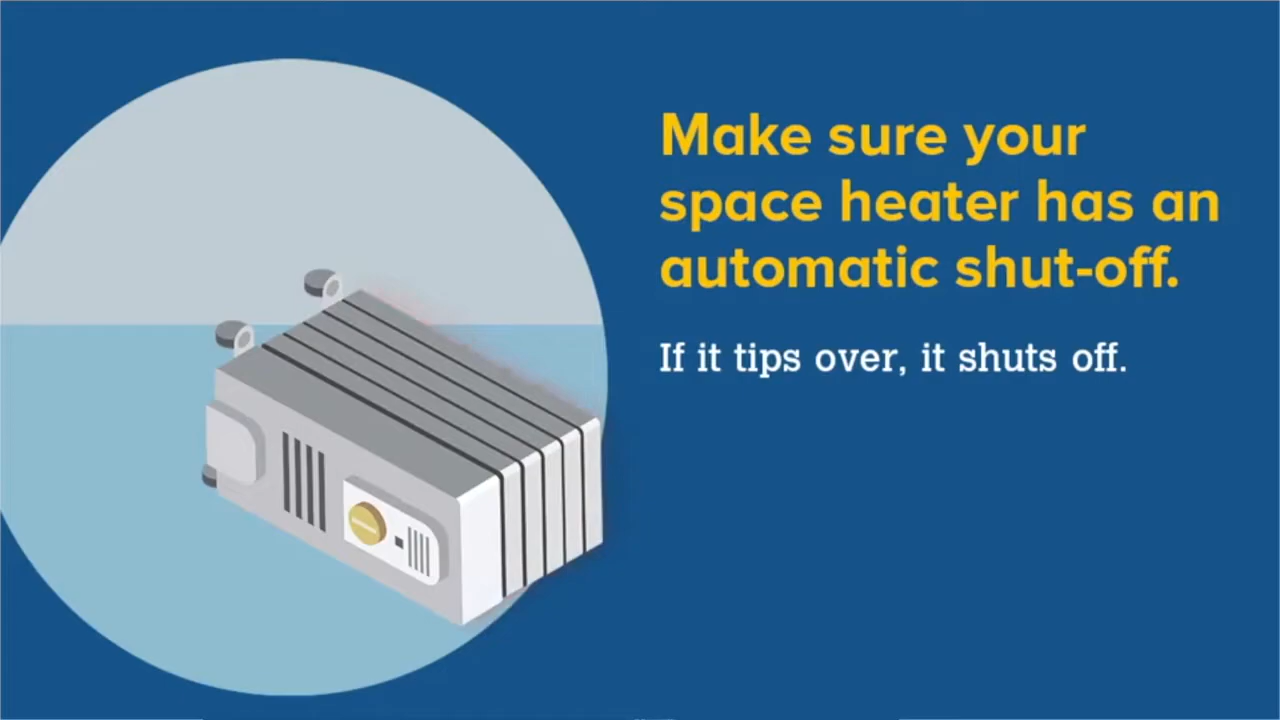 Make sure your
space heater has an
automatic shut-off.
If it tips over, it shuts off.